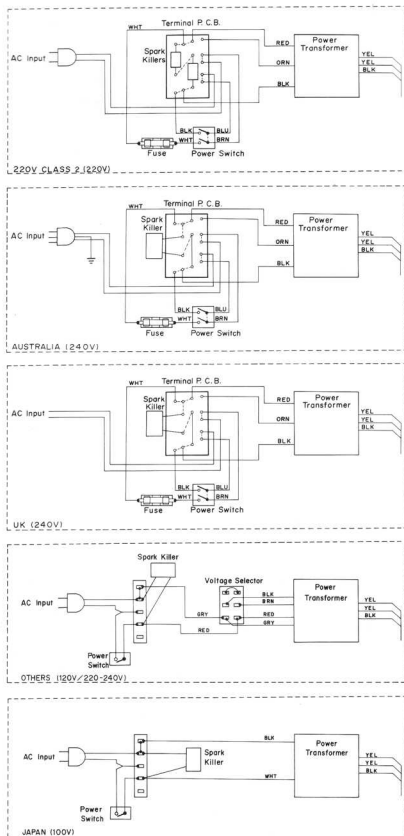 Terminal P. C. B.
WHT
Spark
Killers
RED
Power
Transformer
AC Input
ORN
YEL
YEL
BLK
BLK
BLK BLU
WHT BRN
Fuse Power Switch
220V CLASS 2 (220V)
Terminal P. C. B.
WHT
Spark
Killer
RED
Power
Transformer
AC Input
ORN
YEL
YEL
BLK
BLK
BLK BLU
WHT BRN
Fuse Power Switch
AUSTRALIA (240V)
Terminal P. C. B.
WHT
Spark
Killer
RED
Power
Transformer
AC Input
ORN
YEL
YEL
BLK
BLK
BLK BLU
WHT BRN
Fuse Power Switch
UK (240V)
Spark Killer
Voltage Selector
Power
Transformer
AC Input
BLK
BRN
GRY
RED
RED
GRY
YEL
YEL
BLK
Power
Switch
OTHERS (120V/220-240V)
BLK
Power
Transformer
AC Input
Spark
Killer
YEL
YEL
BLK
WHT
Power
Switch
JAPAN (100V)